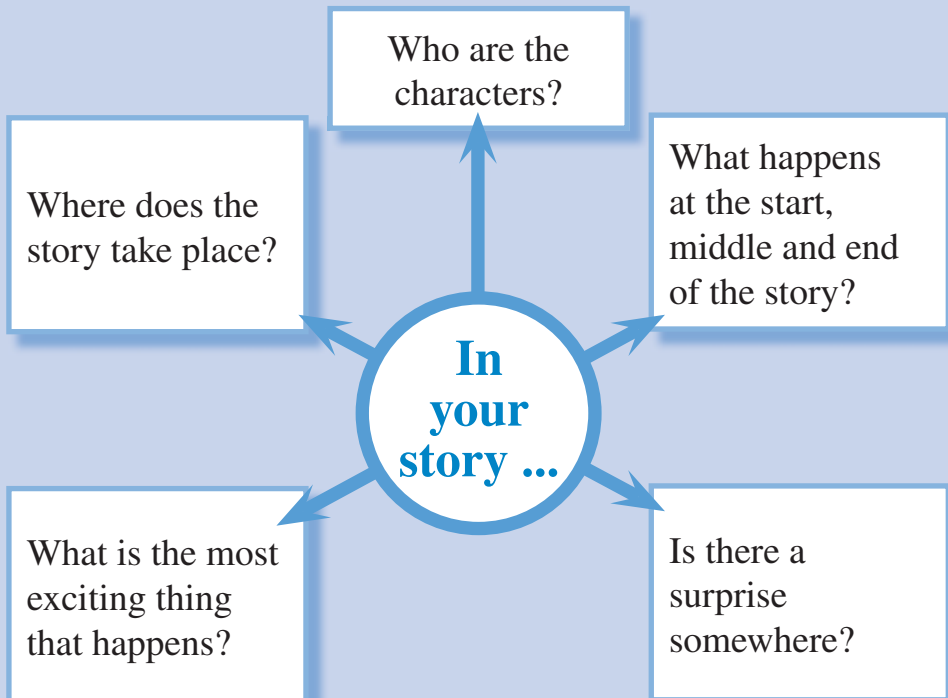 Who are the
characters?
Where does the
story take place?
What happens
at the start,
middle and end
of the story?
In
your
story ...
What is the most
exciting thing
that happens?
Is there a
surprise
somewhere?